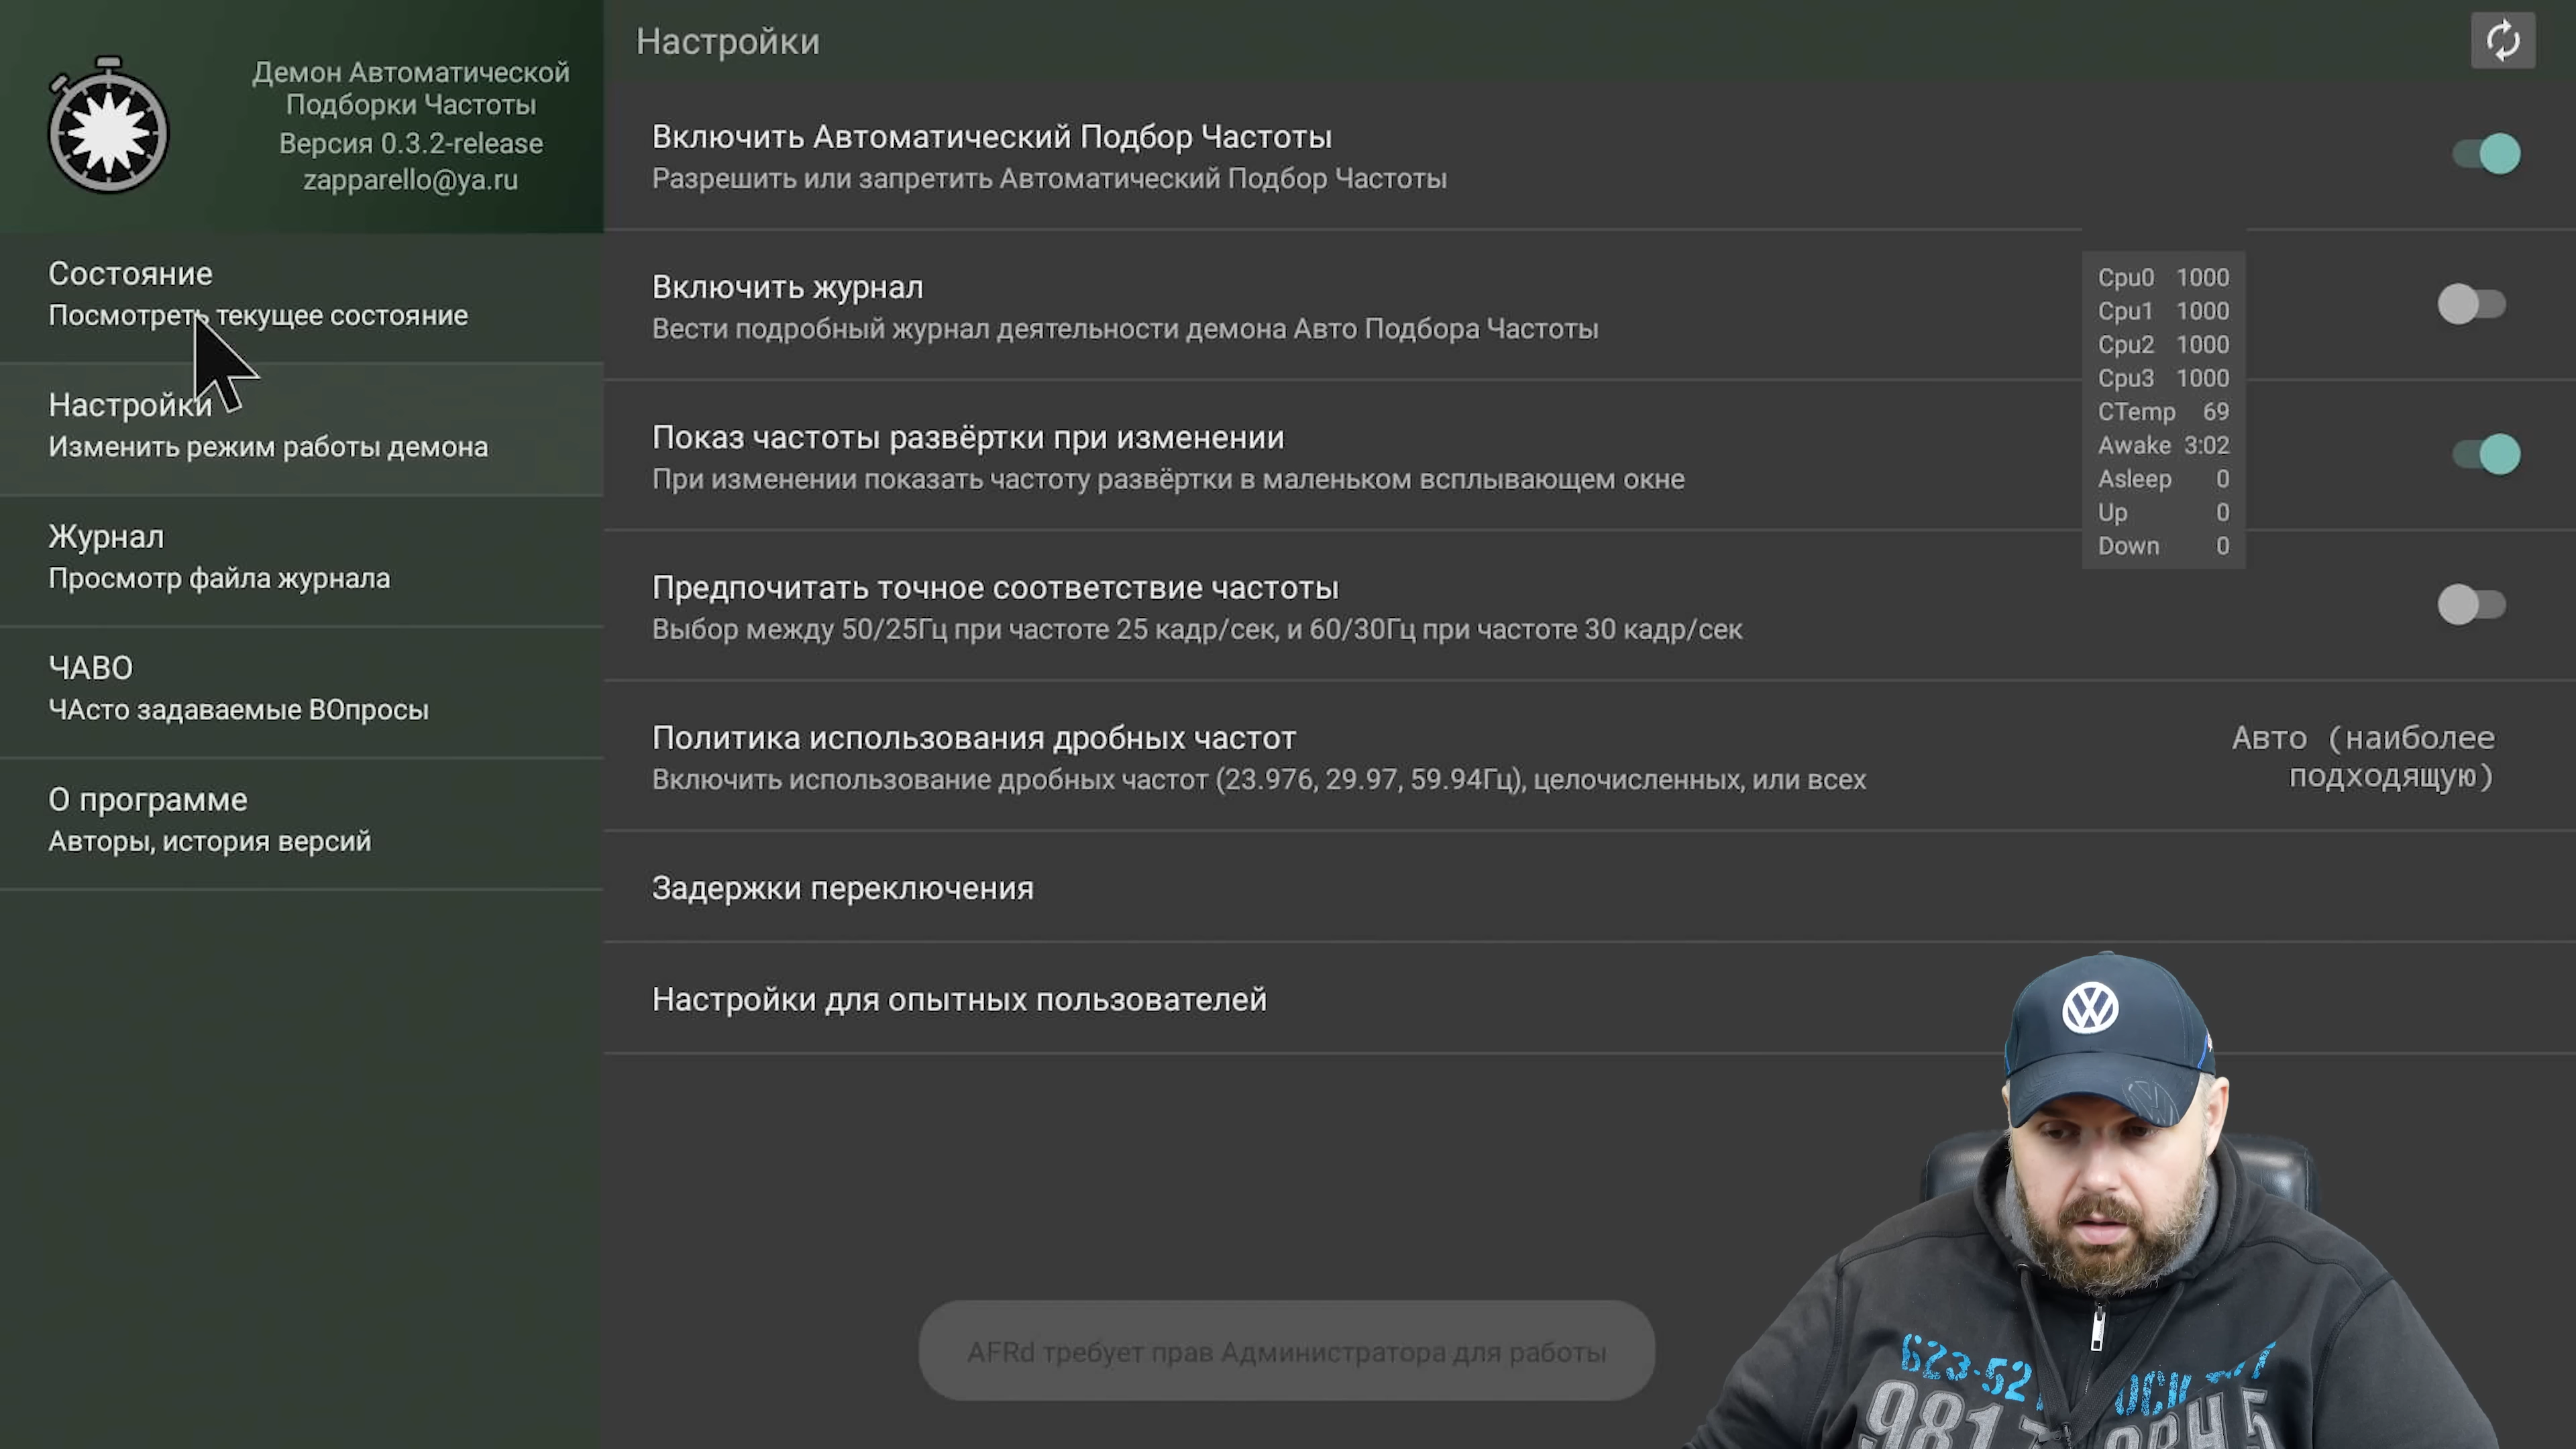 Демон Автоматической
Подборки Частоты
Версия 0.3.2-release
zapparello@ya.ru
Состояние
Посмотреть текущее состояние
Настройки
Изменить режим работы демона
Журнал
Просмотр файла журнала
ЧАВО
ЧАсто задаваемые ВОпросы
О программе
Авторы, история версий
Настройки
Включить Автоматический Подбор Частоты
Разрешить или запретить Автоматический Подбор Частоты
Включить журнал
Вести подробный журнал деятельности демона Авто Подбора Частоты
Показ частоты развёртки при изменении
При изменении показать частоту развёртки в маленьком всплывающем окне
Предпочитать точное соответствие частоты
Выбор между 50/25Гц при частоте 25 кадр/сек, и 60/30Гц при частоте 30 кадр/сек
Политика использования дробных частот
Включить использование дробных частот (23.976, 29.97, 59.94Гц), целочисленных, или всех
Авто (наиболее
подходящую)
Задержки переключения
Настройки для опытных пользователей
Cpu0 1000
Cpu1 1000
Cpu2 1000
Cpu3 1000
CTemp 69
Awake 3:02
Asleep 0
Up 0
Down 0
AFRd требует прав Администратора для работы
VW
623-52
981